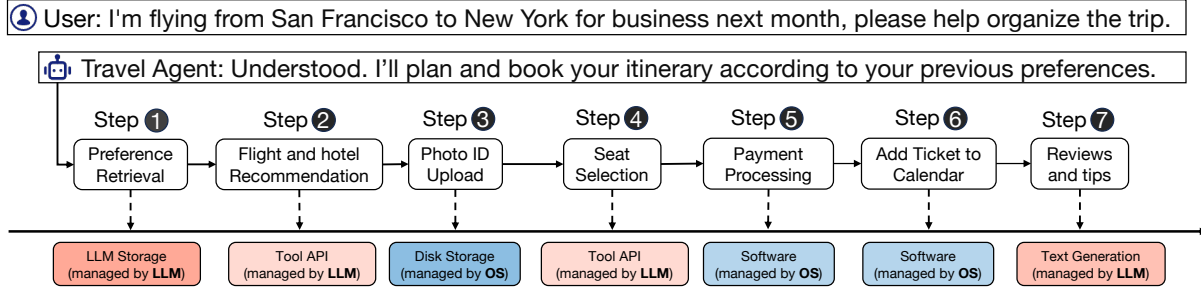 User: I'm flying from San Francisco to New York for business next month, please help organize the trip.
Travel Agent: Understood. I'll plan and book your itinerary according to your previous preferences.
Step 1
Step 2
Step 3
Step 4
Step 5
Step 6
Step 7
Preference
Retrieval
Flight and hotel
Recommendation
Photo ID
Upload
Seat
Selection
Payment
Processing
Add Ticket to
Calendar
Reviews
and tips
LLM Storage
(managed by LLM)
Tool API
(managed by LLM)
Disk Storage
(managed by OS)
Tool API
(managed by LLM)
Software
(managed by OS)
Software
(managed by OS)
Text Generation
(managed by LLM)